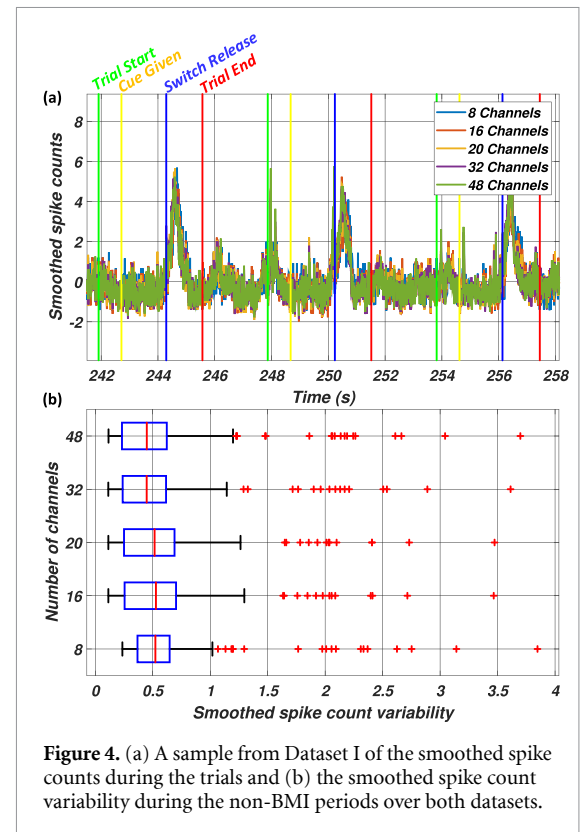 Trial Start
Cue Given
Switch Release
Trial End
(a)
8 Channels
16 Channels
20 Channels
32 Channels
48 Channels
8
6
4
2
0
-2
Smoothed spike counts
242 244 246 248 250 252 254 256 258
Time (s)
(b)
48
32
20
16
8
Number of channels
0 0.5 1 1.5 2 2.5 3 3.5 4
Smoothed spike count variability
Figure 4. (a) A sample from Dataset I of the smoothed spike
counts during the trials and (b) the smoothed spike count
variability during the non-BMI periods over both datasets.